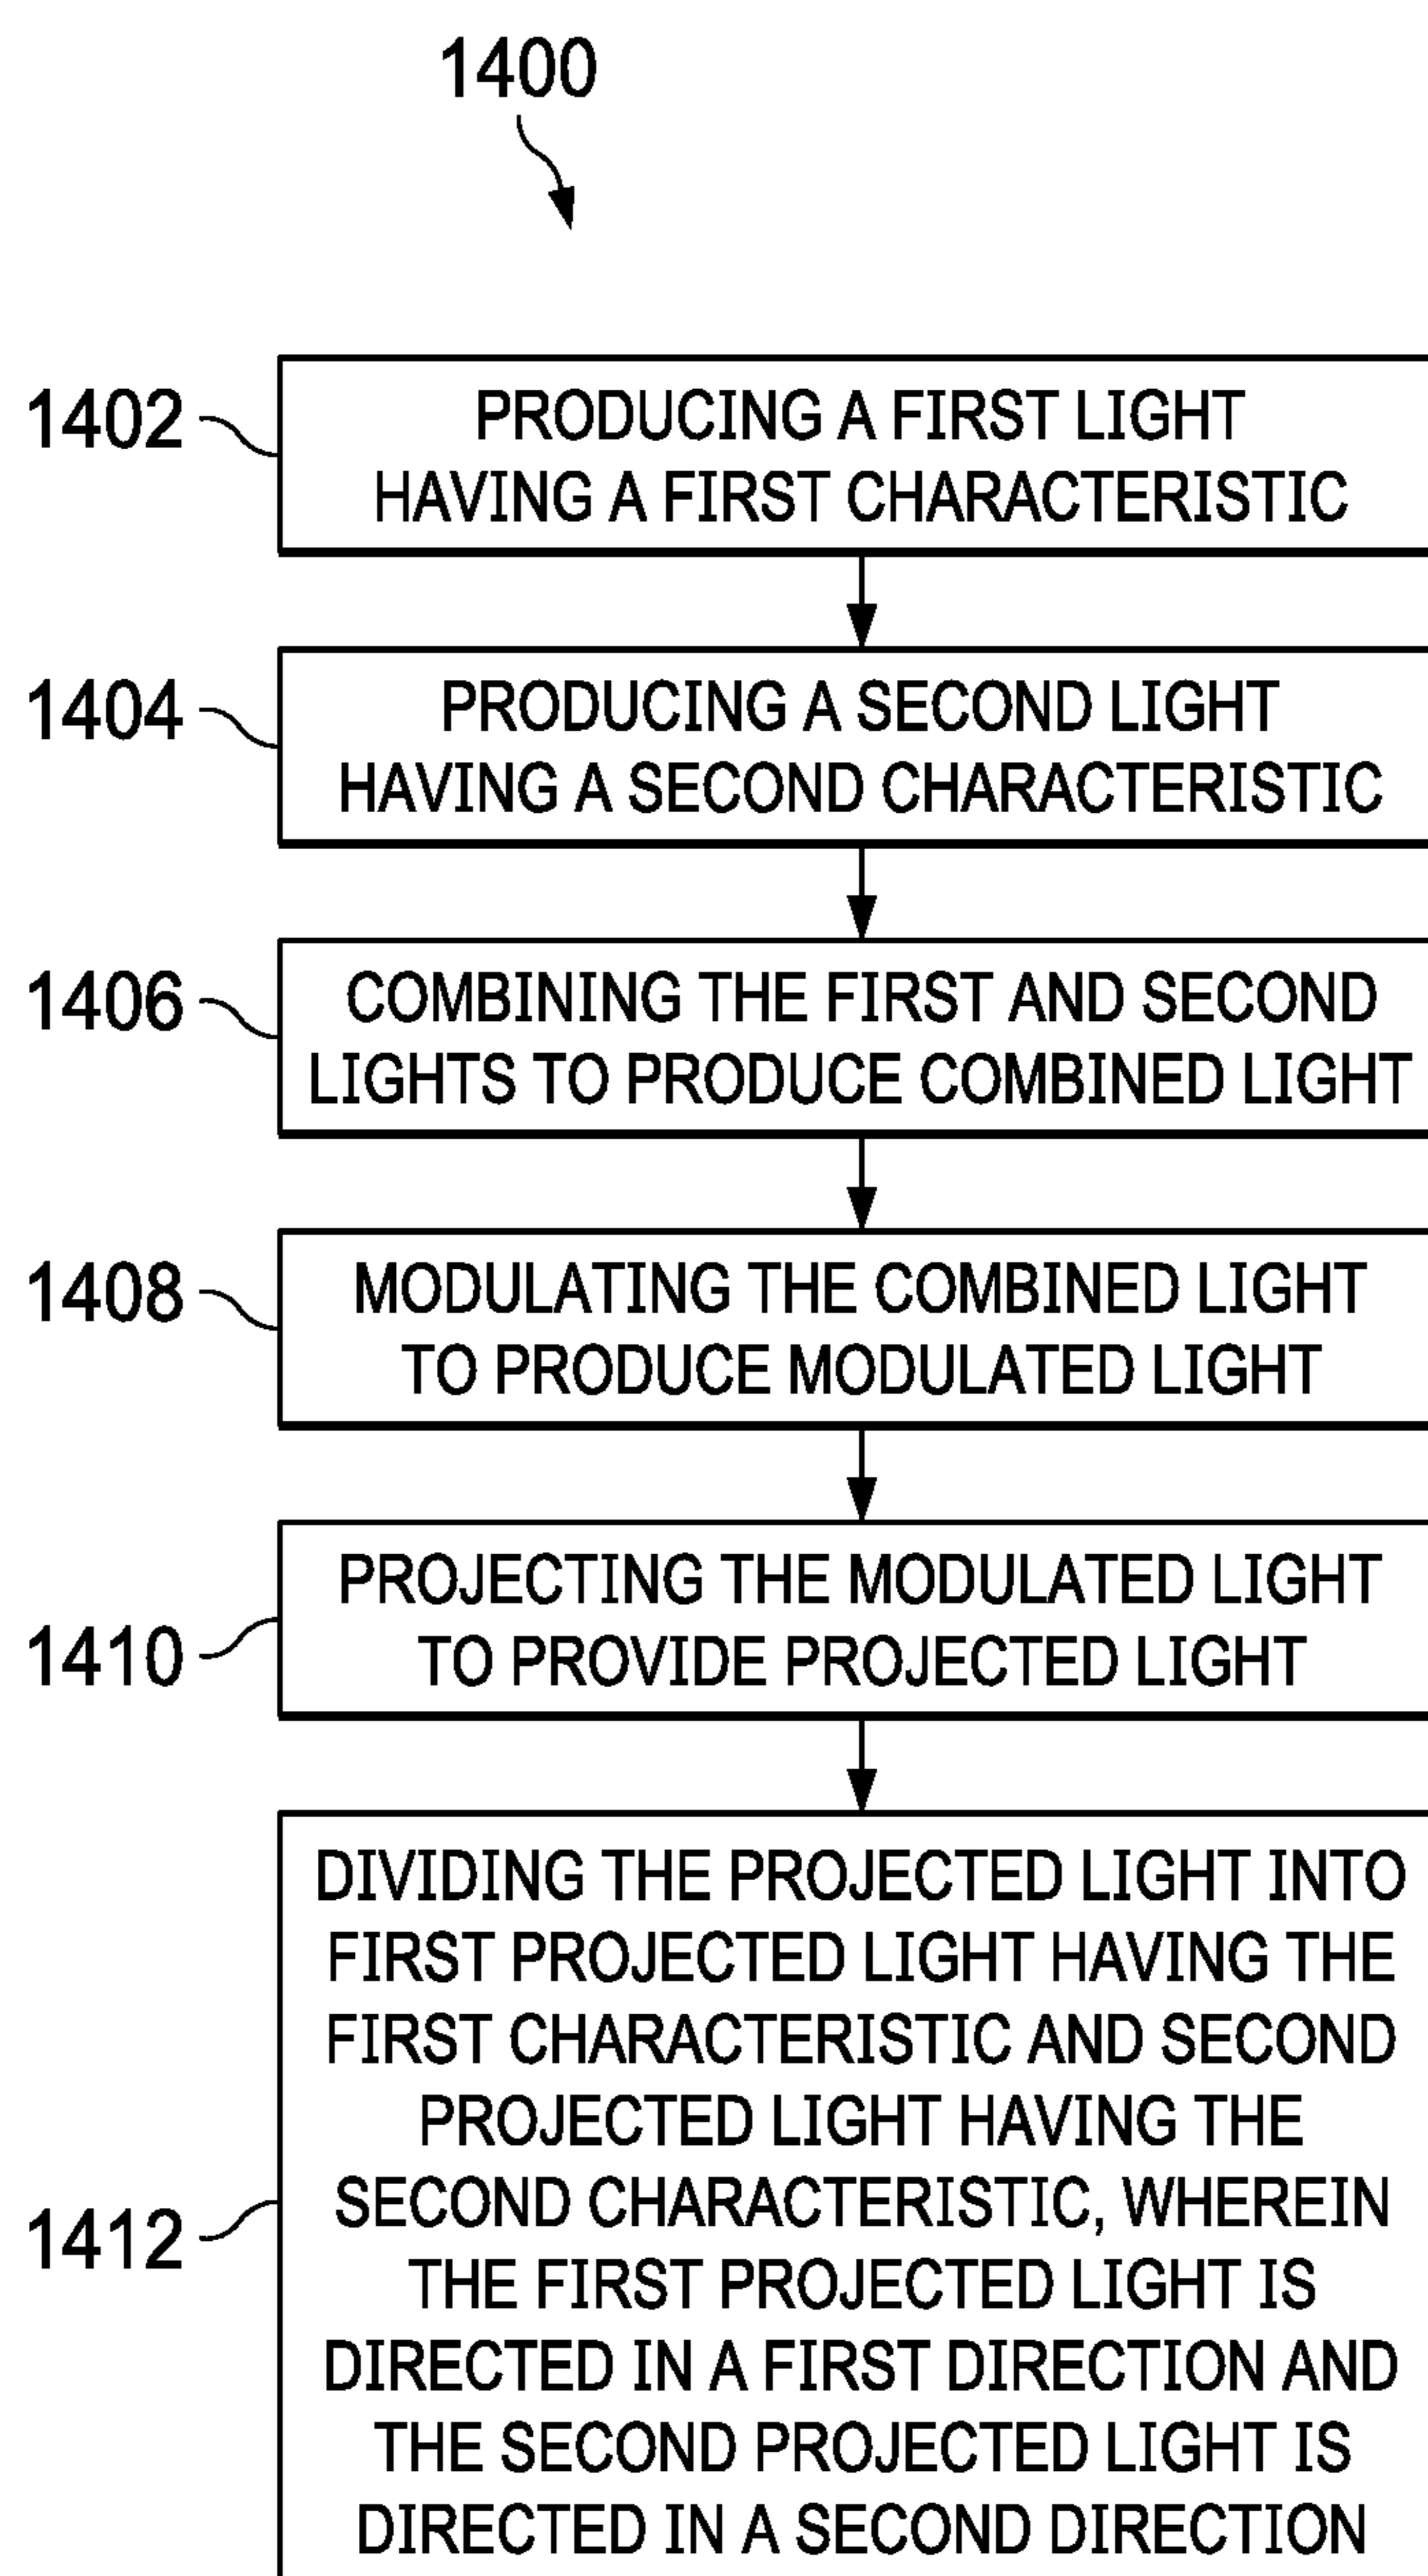 1400
1402
PRODUCING A FIRST LIGHT
HAVING A FIRST CHARACTERISTIC
1404
PRODUCING A SECOND LIGHT
HAVING A SECOND CHARACTERISTIC
1406
COMBINING THE FIRST AND SECOND
LIGHTS TO PRODUCE COMBINED LIGHT
1408
MODULATING THE COMBINED LIGHT
TO PRODUCE MODULATED LIGHT
1410
PROJECTING THE MODULATED LIGHT
TO PROVIDE PROJECTED LIGHT
1412
DIVIDING THE PROJECTED LIGHT INTO
FIRST PROJECTED LIGHT HAVING THE
FIRST CHARACTERISTIC AND SECOND
PROJECTED LIGHT HAVING THE
SECOND CHARACTERISTIC, WHEREIN
THE FIRST PROJECTED LIGHT IS
DIRECTED IN A FIRST DIRECTION AND
THE SECOND PROJECTED LIGHT IS
DIRECTED IN A SECOND DIRECTION